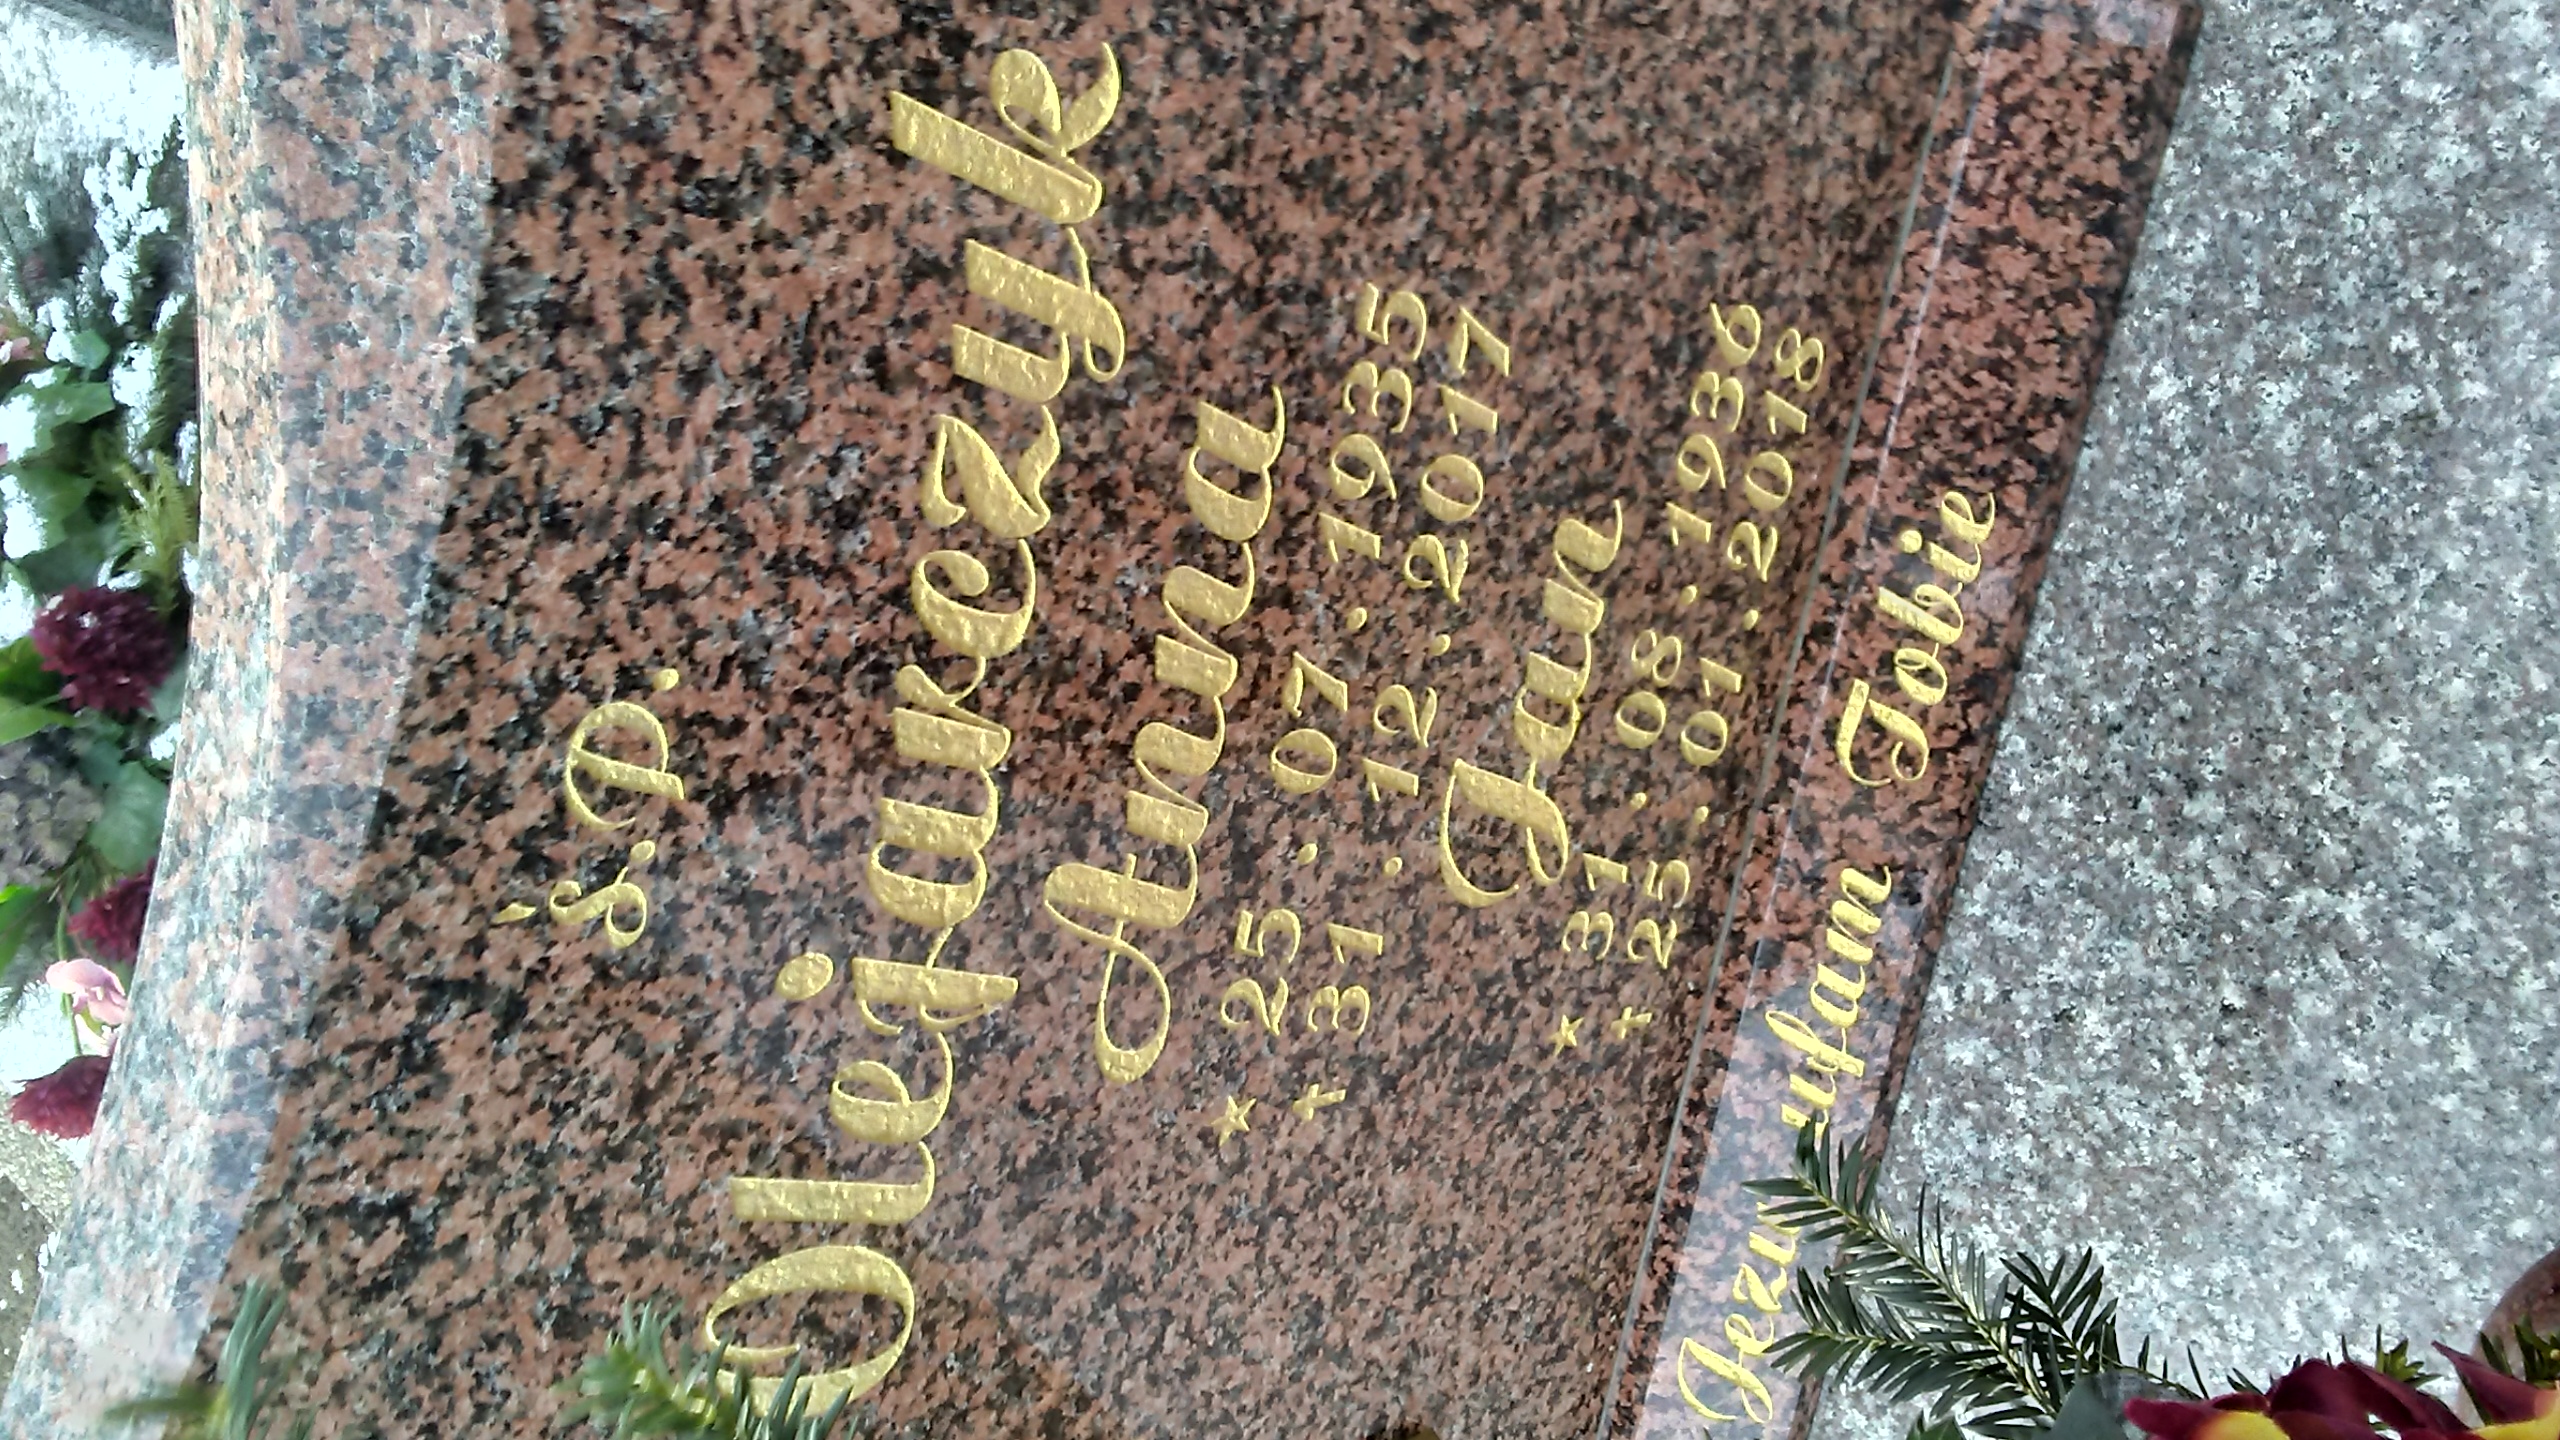 Ś.P.
Olejarczyk
Anna
* 25.07.1935
+ 31.12.2017
Jan
* 31.08.1936
+ 25.01.2018
Jezu ufam Tobie